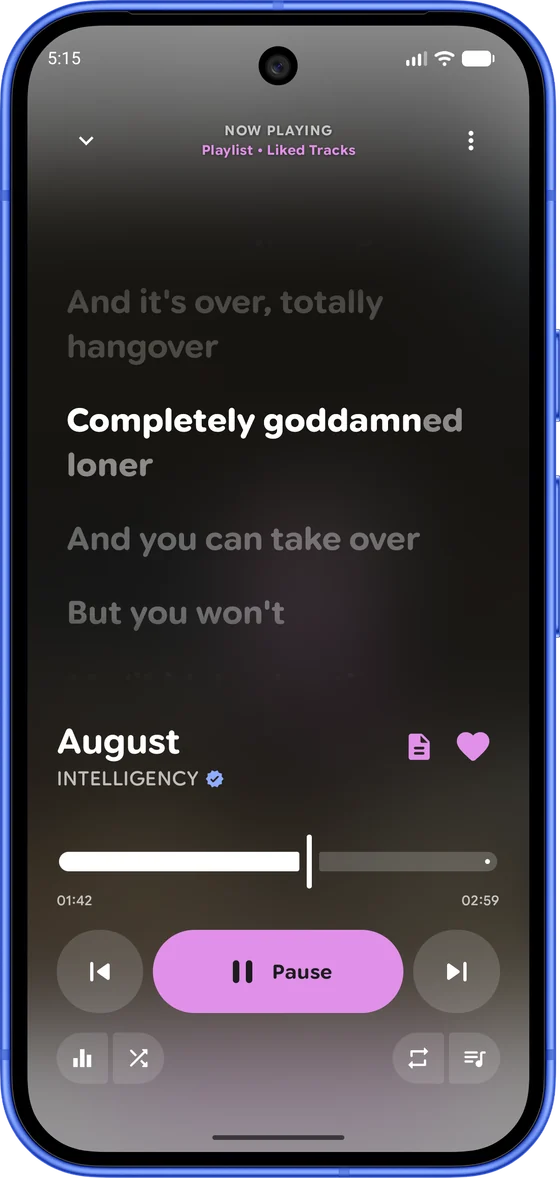 5:15
NOW PLAYING
Playlist • Liked Tracks
And it's over, totally
hangover
Completely goddamned
loner
And you can take over
But you won't
August
INTELLIGENCY
01:42
02:59
Pause